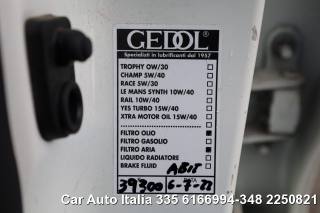 GEDOL®
Specializzati in lubrificanti dal 1957
TROPHY 0W/30
CHAMP 5W/40
RACE 5W/30
LE MANS SYNTH 10W/40
RAIL 10W/40
YES TURBO 15W/40
XTRA MOTOR OIL 15W/40
FILTRO OLIO
FILTRO GASOLIO
FILTRO ARIA
LIQUIDO RADIATORE
BRAKE FLUID
39300 6-7-22
Car Auto Italia 335 6166994-348 2250821